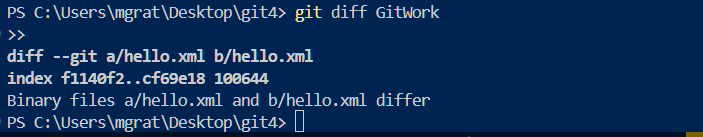 PS C:\Users\mgrat\Desktop\git4> git diff GitWork
>>
diff --git a/hello.xml b/hello.xml
index f1140f2..cf69e18 100644
Binary files a/hello.xml and b/hello.xml differ
PS C:\Users\mgrat\Desktop\git4>